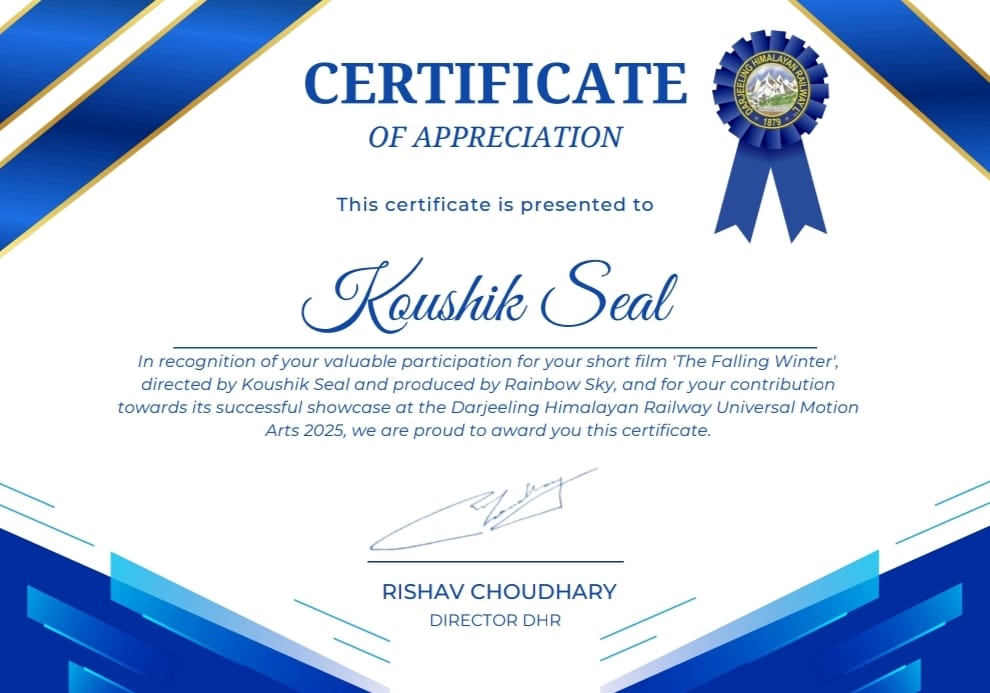 CERTIFICATE
OF APPRECIATION
DARJEELING HIMALAYAN RAILWAY LTD
1879
This certificate is presented to
Koushik Seal
In recognition of your valuable participation for your short film 'The Falling Winter',
directed by Koushik Seal and produced by Rainbow Sky, and for your contribution
towards its successful showcase at the Darjeeling Himalayan Railway Universal Motion
Arts 2025, we are proud to award you this certificate.
RISHAV CHOUDHARY
DIRECTOR DHR